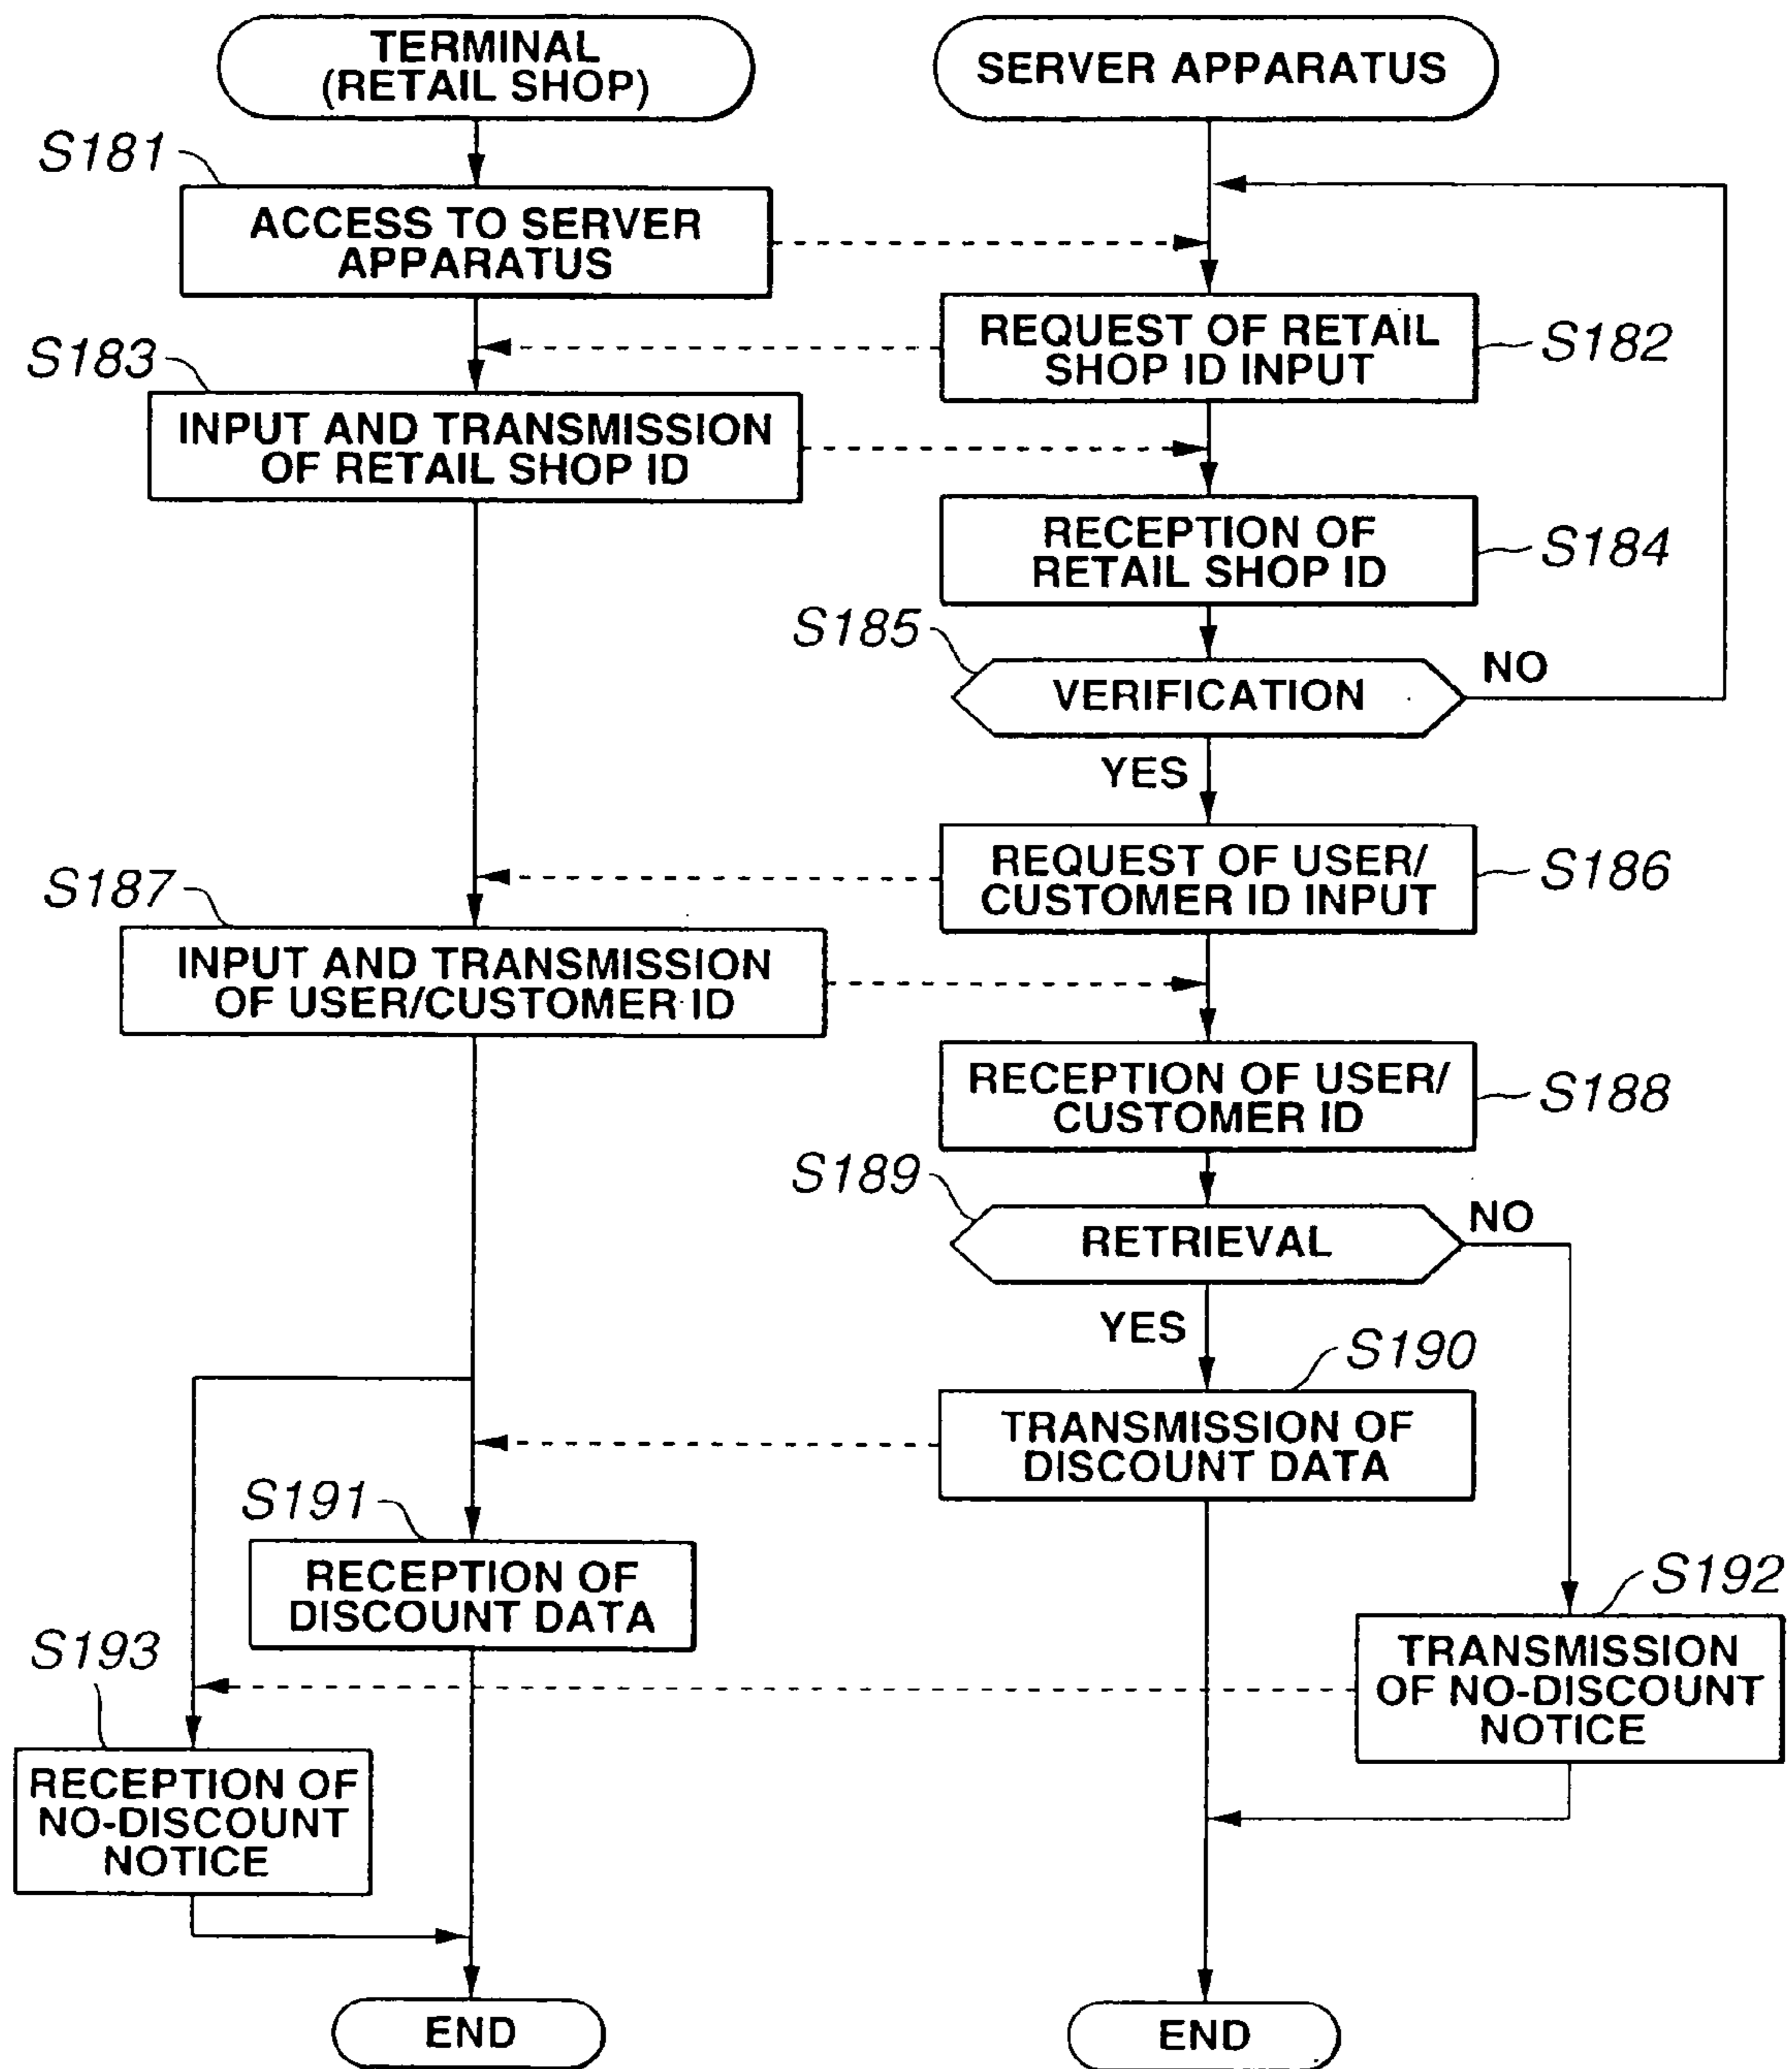 TERMINAL
(RETAIL SHOP)
SERVER APPARATUS
S181
ACCESS TO SERVER
APPARATUS
REQUEST OF RETAIL
SHOP ID INPUT
S182
S183
INPUT AND TRANSMISSION
OF RETAIL SHOP ID
RECEPTION OF
RETAIL SHOP ID
S184
S185
VERIFICATION
NO
YES
REQUEST OF USER/
CUSTOMER ID INPUT
S186
S187
INPUT AND TRANSMISSION
OF USER/CUSTOMER ID
RECEPTION OF USER/
CUSTOMER ID
S188
S189
RETRIEVAL
NO
YES
S190
TRANSMISSION OF
DISCOUNT DATA
S191
RECEPTION OF
DISCOUNT DATA
S192
TRANSMISSION
OF NO-DISCOUNT
NOTICE
S193
RECEPTION OF
NO-DISCOUNT
NOTICE
END
END